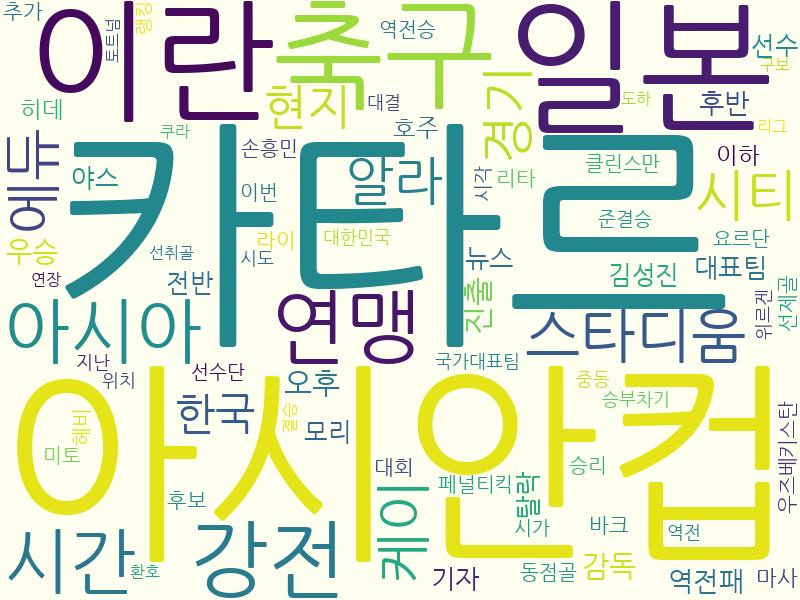 추가
토트넘
랭킹
이란
축구
역전승
일본
선수
구보
히데
현지
대결
경기
도하
후반
리그
쿠라
호주
에듀
카타르
야스
손흥민
이번
알라
시각
리타
클린스만
이하
시티
준결승
우승
연장
선취골
전반
라이
시도
대한민국
뉴스
진출
김성진
대표팀
요르단
위르겐
선제골
아시아
연맹
스타디움
지난
위치
선수단
오후
국가대표팀
중동
승부차기
아시안컵
한국
결승
모리
해비
미토
대회
승리
우즈베키스탄
후보
케이
페널티킥
탈락
시가
바크
역전
시간
환호
강전
기자
동점골
감독
역전패
마사